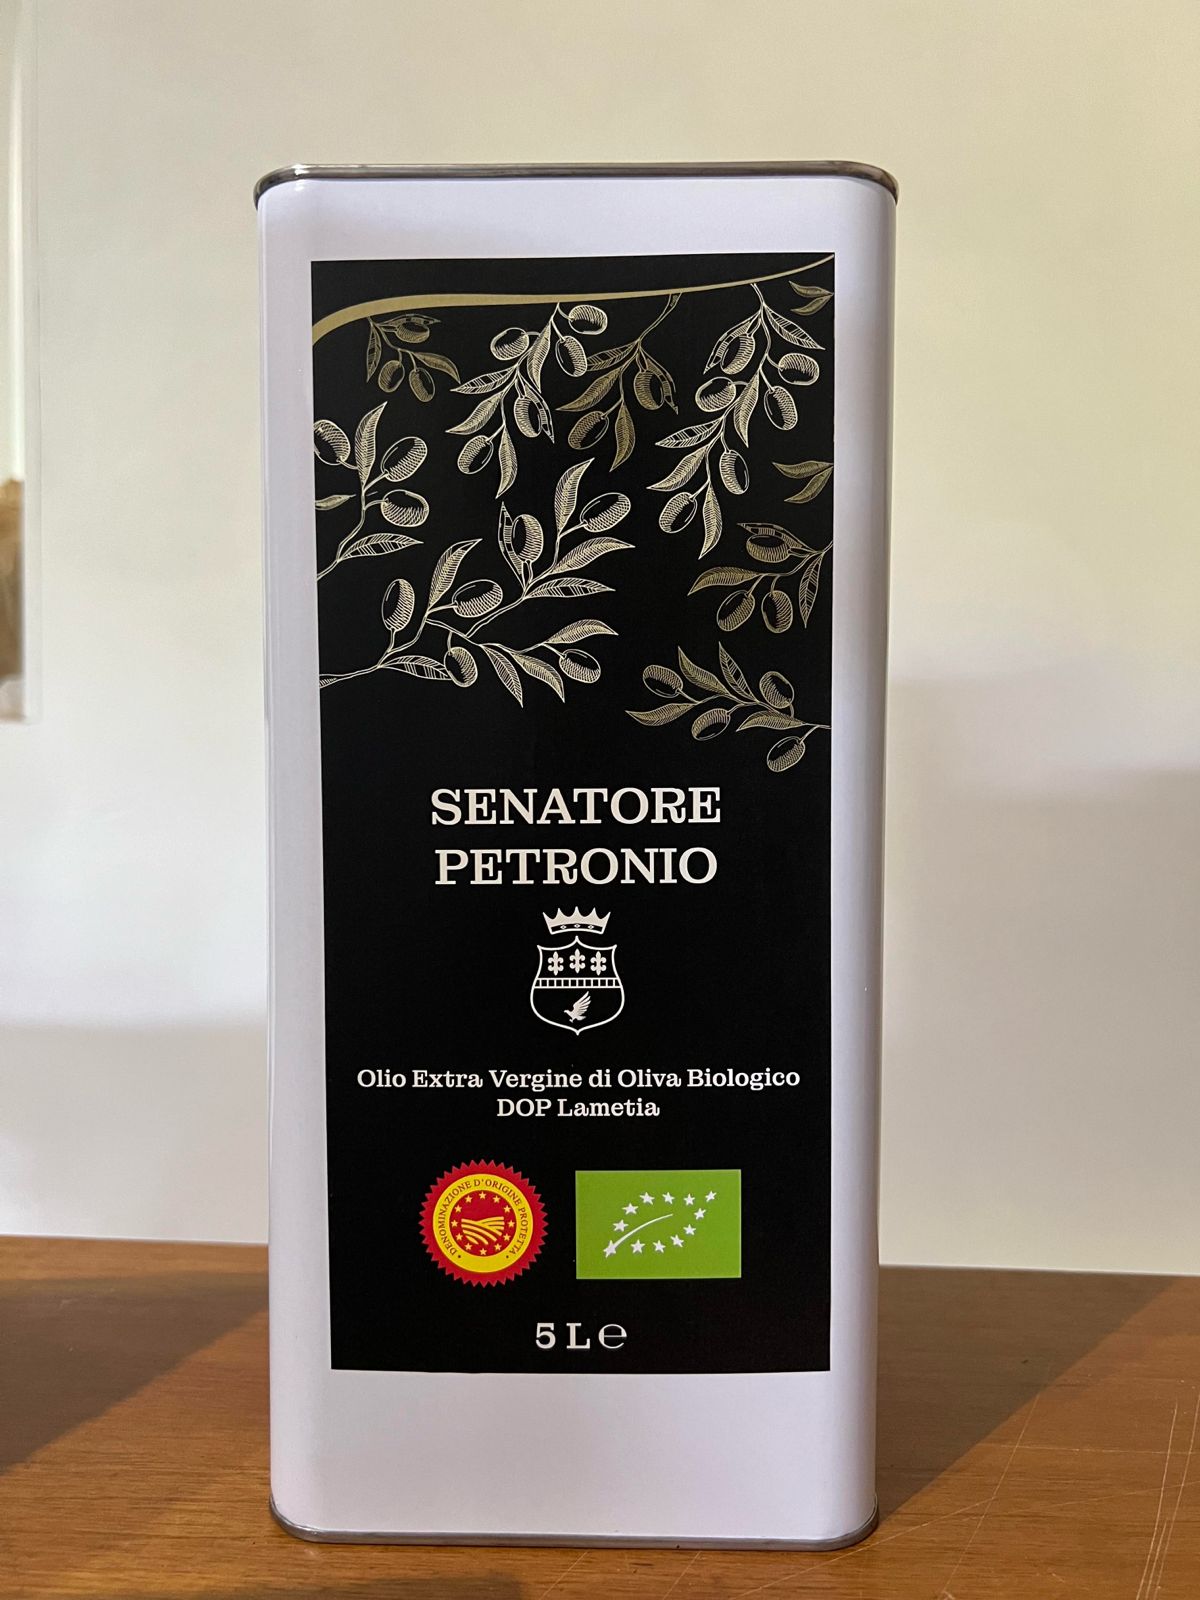 SENATORE
PETRONIO
Olio Extra Vergine di Oliva Biologico
DOP Lametia
DENOMINAZIONE D'ORIGINE PROTETTA
5 L ℮